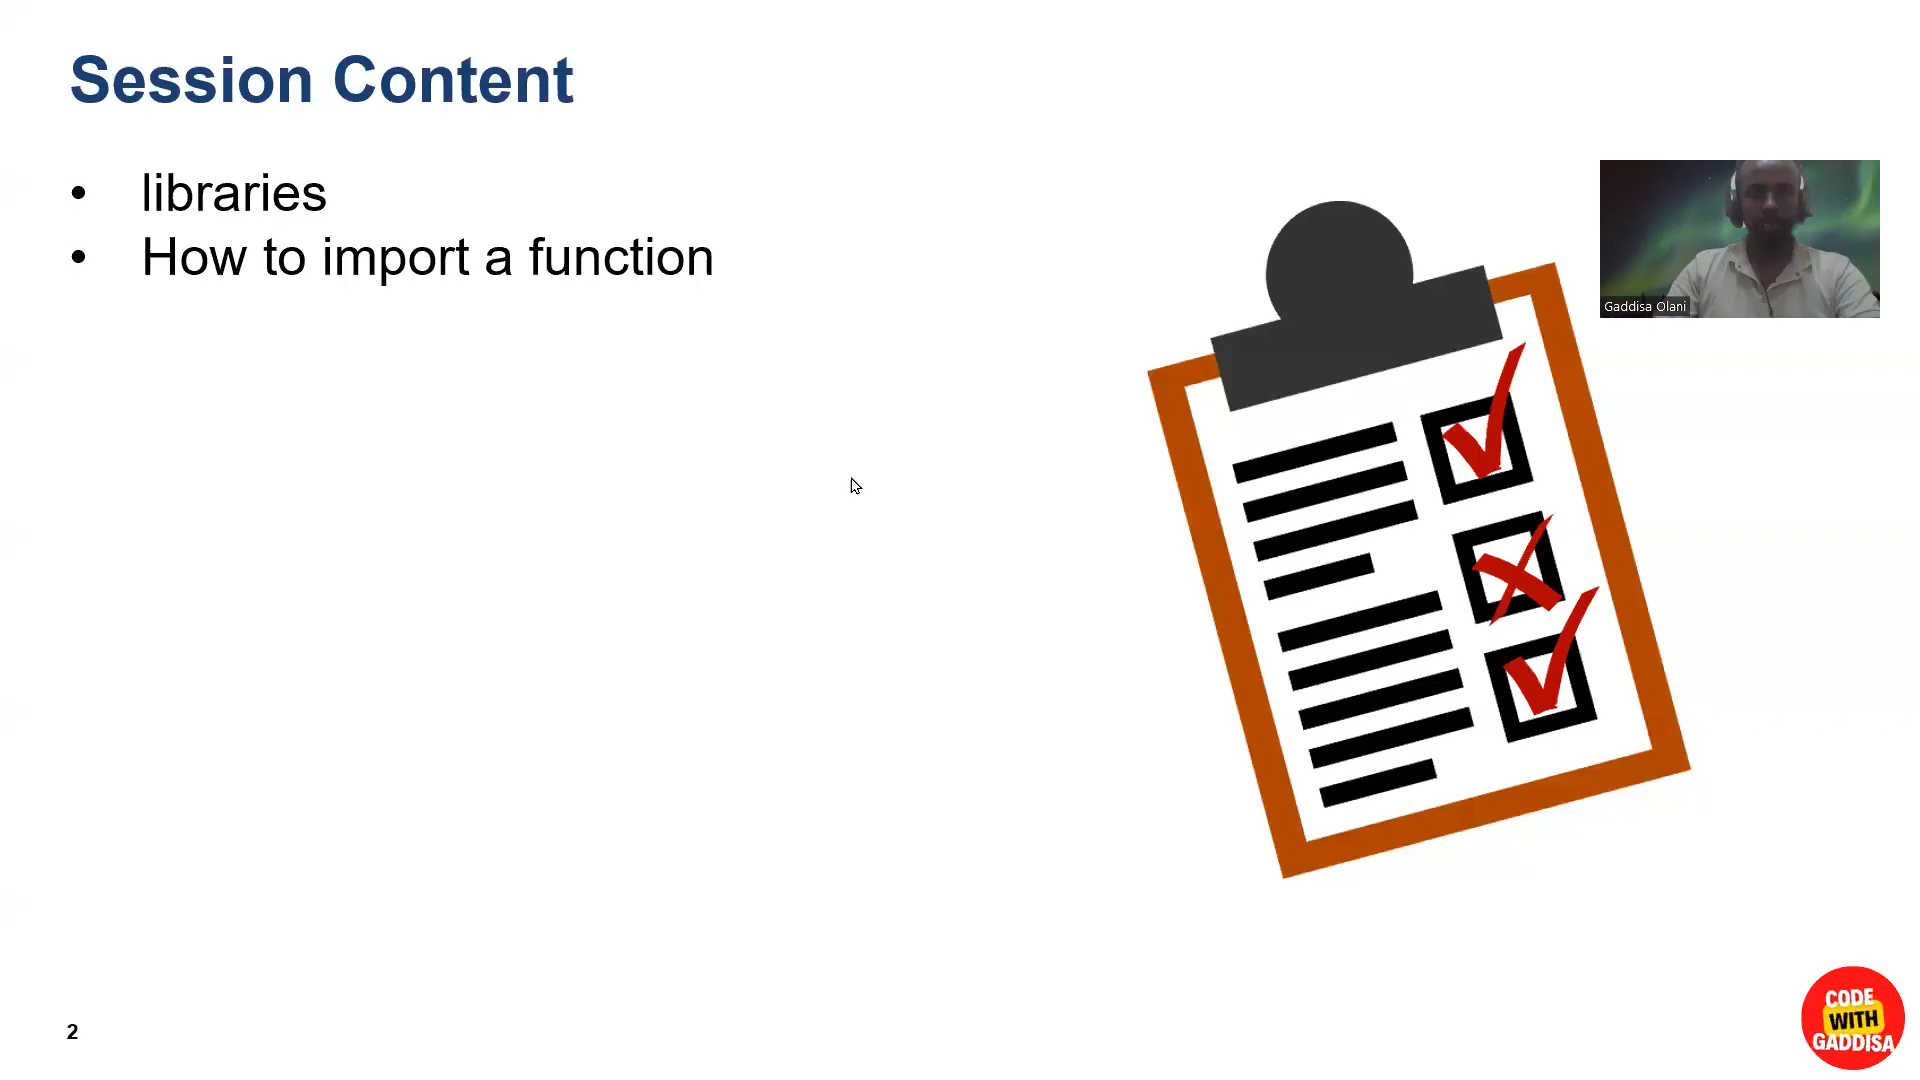 Session Content
• libraries
• How to import a function
Gaddisa Olani
2
CODE
WITH
GADDISA